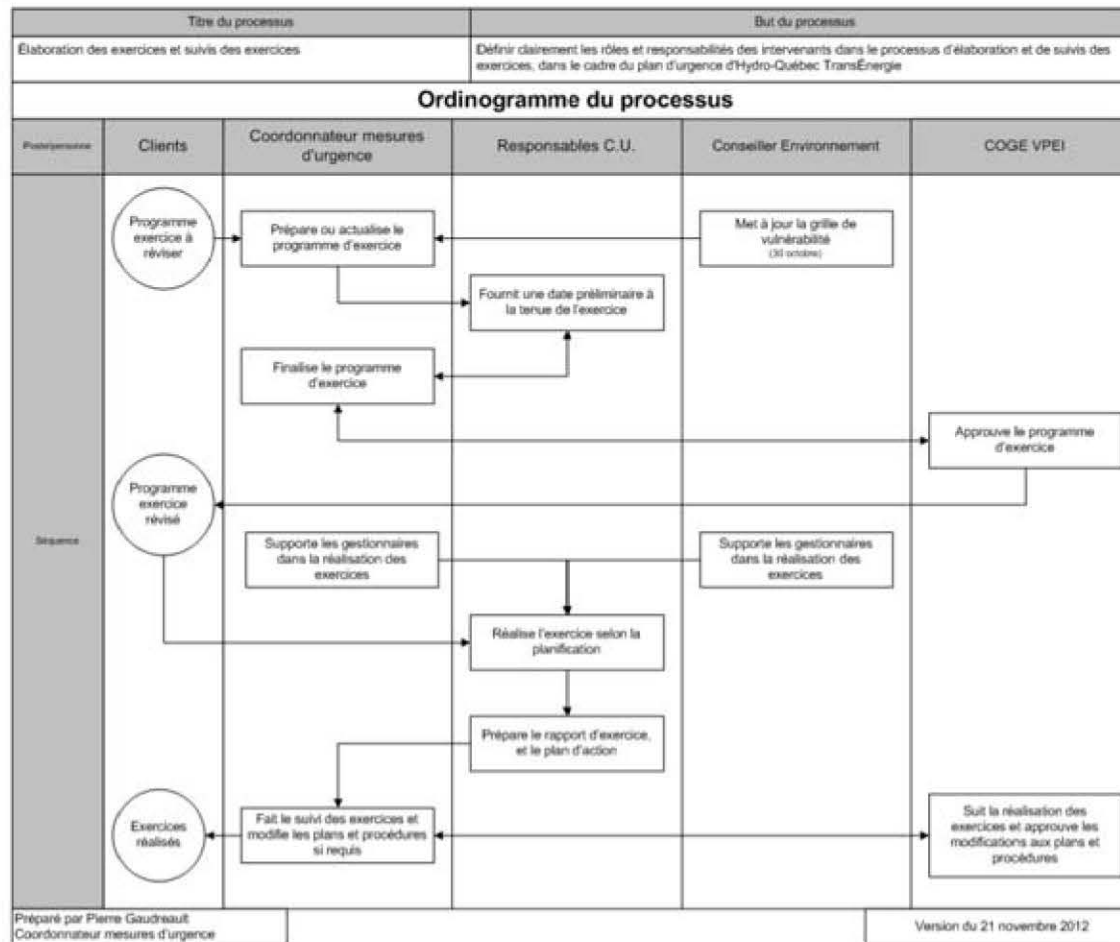 Titre du processus
But du processus
Élaboration des exercices et suivis des exercices
Définir clairement les rôles et responsabilités des intervenants dans le processus d'élaboration et de suivis des
exercices, dans le cadre du plan d'urgence d'Hydro-Québec TransÉnergie
Ordinogramme du processus
Poste/personne
Clients
Coordonnateur mesures
d'urgence
Responsables C.U.
Conseiller Environnement
COGE VPEI
Séquence
Programme
exercice à
réviser
Prépare ou actualise le
programme d'exercice
Met à jour la grille de
vulnérabilité
(30 octobre)
Fournit une date préliminaire à
la tenue de l'exercice
Finalise le programme
d'exercice
Approuve le programme
d'exercice
Programme
exercice
révisé
Supporte les gestionnaires
dans la réalisation des
exercices
Supporte les gestionnaires
dans la réalisation des
exercices
Réalise l'exercice selon la
planification
Prépare le rapport d'exercice,
et le plan d'action
Exercices
réalisés
Fait le suivi des exercices et
modifie les plans et procédures
si requis
Suit la réalisation des
exercices et approuve les
modifications aux plans et
procédures
Préparé par Pierre Gaudreault
Coordonnateur mesures d'urgence
Version du 21 novembre 2012